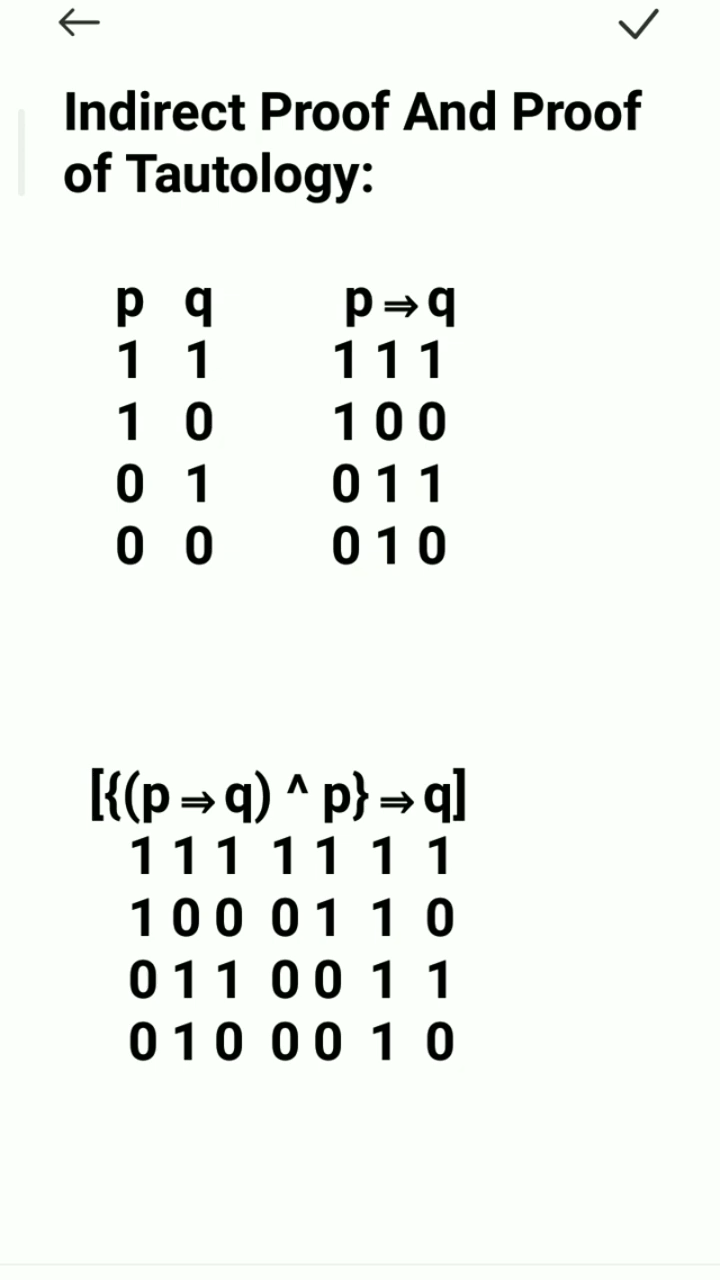 Indirect Proof And Proof
of Tautology:
p q p⇒q
1 1 1 1 1
1 0 1 0 0
0 1 0 1 1
0 0 0 1 0
[{(p⇒q) ^ p}⇒q]
1 1 1 1 1 1 1
1 0 0 0 1 1 0
0 1 1 0 0 1 1
0 1 0 0 0 1 0